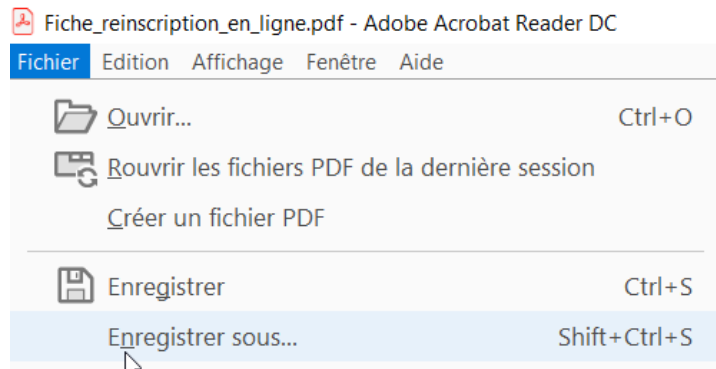 Fiche_reinscription_en_ligne.pdf - Adobe Acrobat Reader DC
Fichier Edition Affichage Fenêtre Aide
Ouvrir... Ctrl+O
Rouvrir les fichiers PDF de la dernière session
Créer un fichier PDF
Enregistrer Ctrl+S
Enregistrer sous... Shift+Ctrl+S